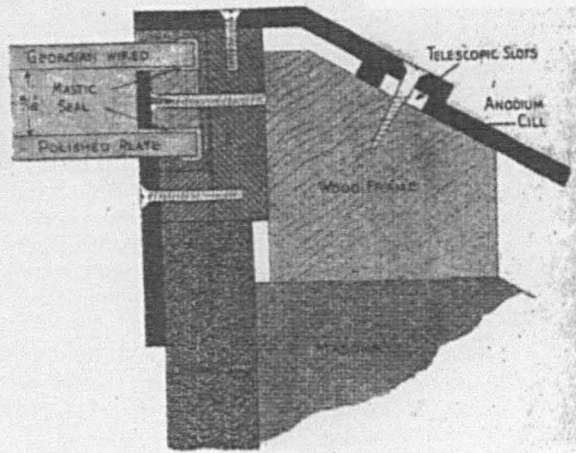 GEORGIAN WIRED
MASTIC
SEAL
POLISHED PLATE
TELESCOPIC SLOTS
ANODIUM
CILL
WOOD FRAME